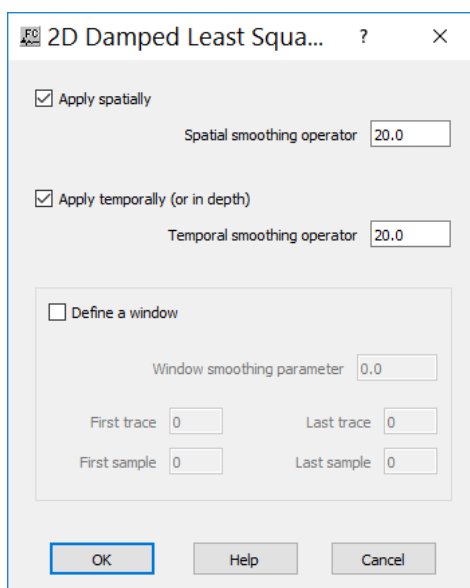 FC 2D Damped Least Squa... ?
Apply spatially
Spatial smoothing operator 20.0
Apply temporally (or in depth)
Temporal smoothing operator 20.0
Define a window
Window smoothing parameter 0.0
First trace 0 Last trace 0
First sample 0 Last sample 0
OK Help Cancel